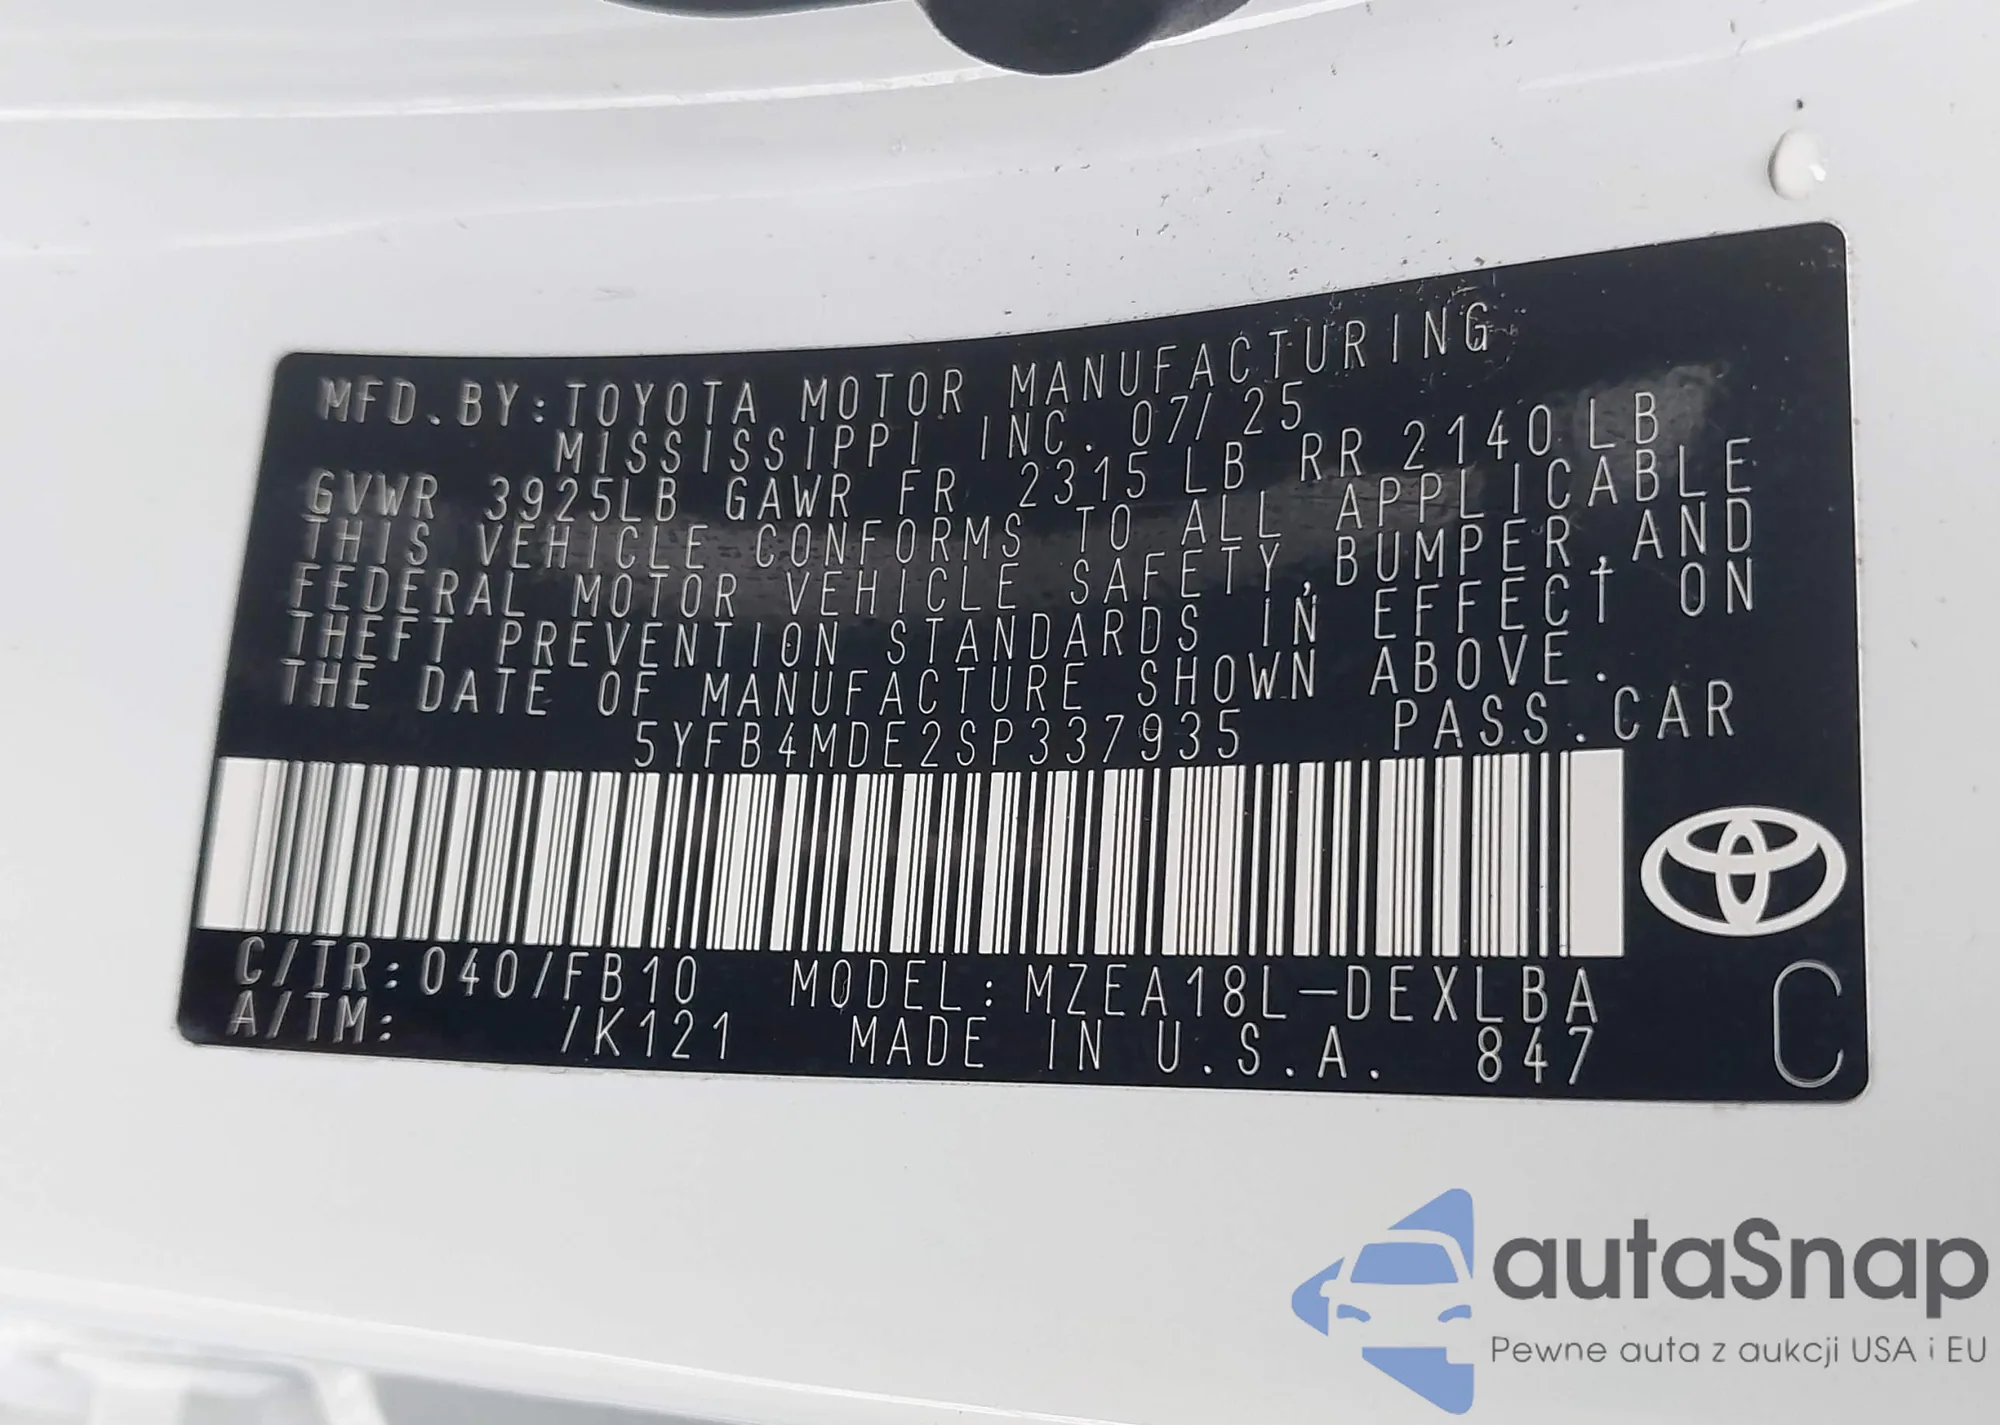 MFD.BY:TOYOTA MOTOR MANUFACTURING
MISSISSIPPI INC. 07/25
GVWR 3925LB GAWR FR 2315 LB RR 2140 LB
THIS VEHICLE CONFORMS TO ALL APPLICABLE
FEDERAL MOTOR VEHICLE SAFETY,BUMPER,AND
THEFT PREVENTION STANDARDS IN EFFECT ON
THE DATE OF MANUFACTURE SHOWN ABOVE.
5YFB4MDE2SP337935 PASS.CAR
C/TR:040/FB10 MODEL:MZEA18L-DEXLBA
A/TM: /K121 MADE IN U.S.A. 847
C
autaSnap
Pewne auta z aukcji USA i EU